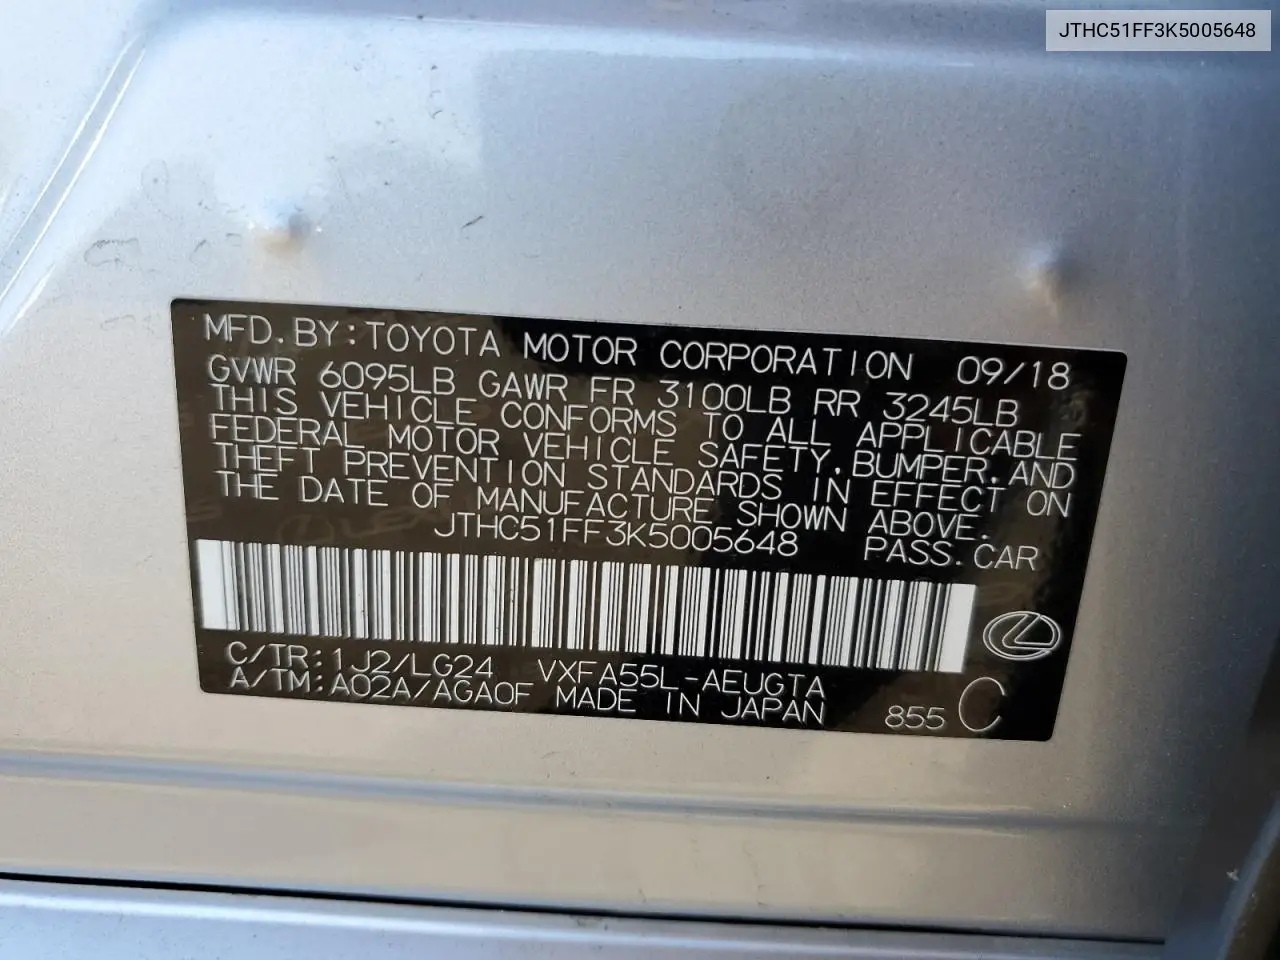 JTHC51FF3K5005648
MFD.BY:TOYOTA MOTOR CORPORATION 09/18
GVWR 6095LB GAWR FR 3100LB RR 3245LB
THIS VEHICLE CONFORMS TO ALL APPLICABLE
FEDERAL MOTOR VEHICLE SAFETY,BUMPER,AND
THEFT PREVENTION STANDARDS IN EFFECT ON
THE DATE OF MANUFACTURE SHOWN ABOVE.
JTHC51FF3K5005648 PASS.CAR
C/TR:1J2/LG24 VXFA55L-AEUGTA
A/TM:A02A/AGA0F MADE IN JAPAN 855 C